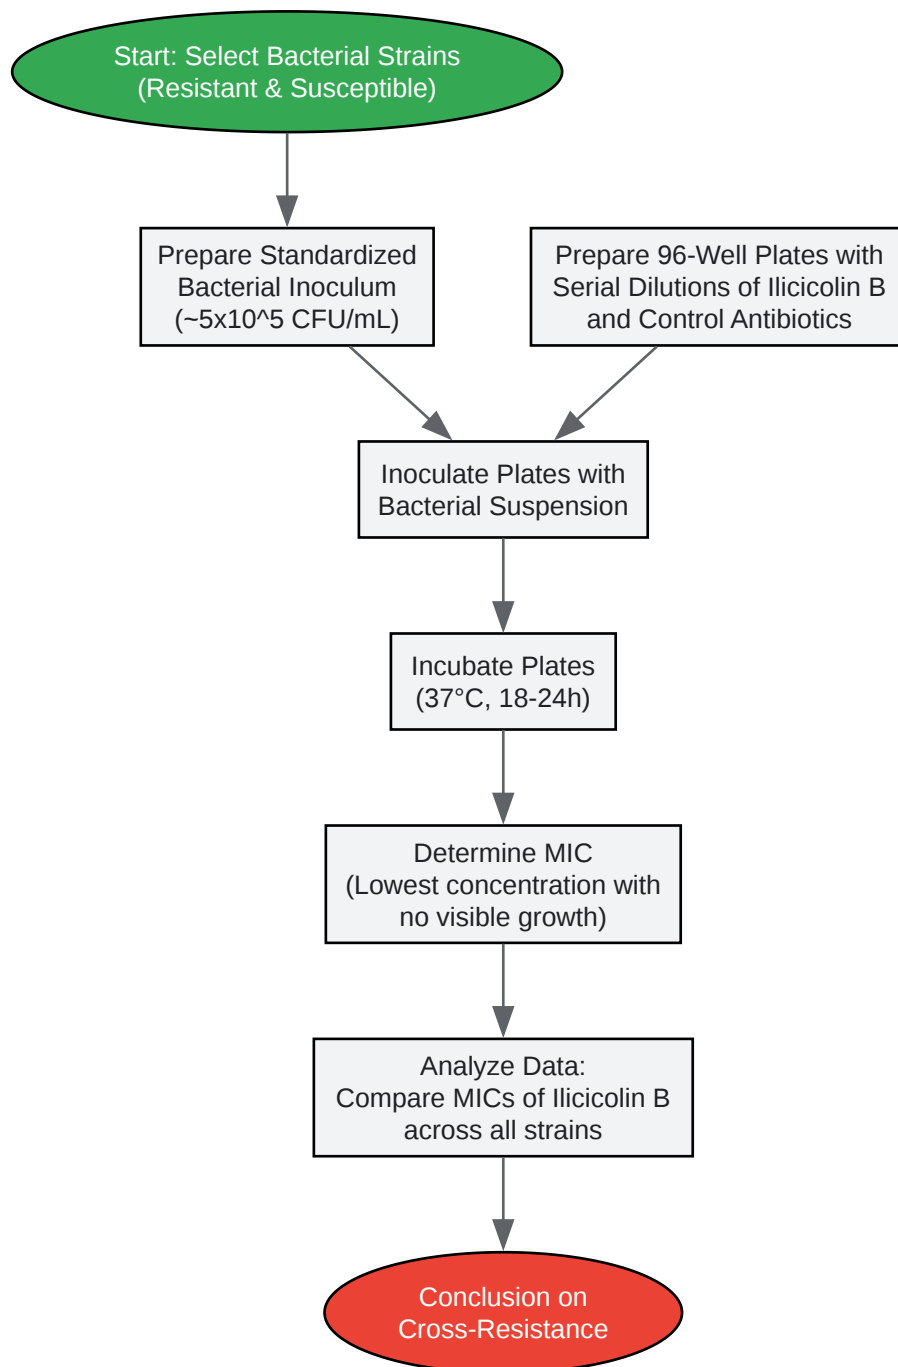 Start: Select Bacterial Strains
(Resistant & Susceptible)
Prepare Standardized
Bacterial Inoculum
(~5x10^5 CFU/mL)
Prepare 96-Well Plates with
Serial Dilutions of Ilicicolin B
and Control Antibiotics
Inoculate Plates with
Bacterial Suspension
Incubate Plates
(37°C, 18-24h)
Determine MIC
(Lowest concentration with
no visible growth)
Analyze Data:
Compare MICs of Ilicicolin B
across all strains
Conclusion on
Cross-Resistance